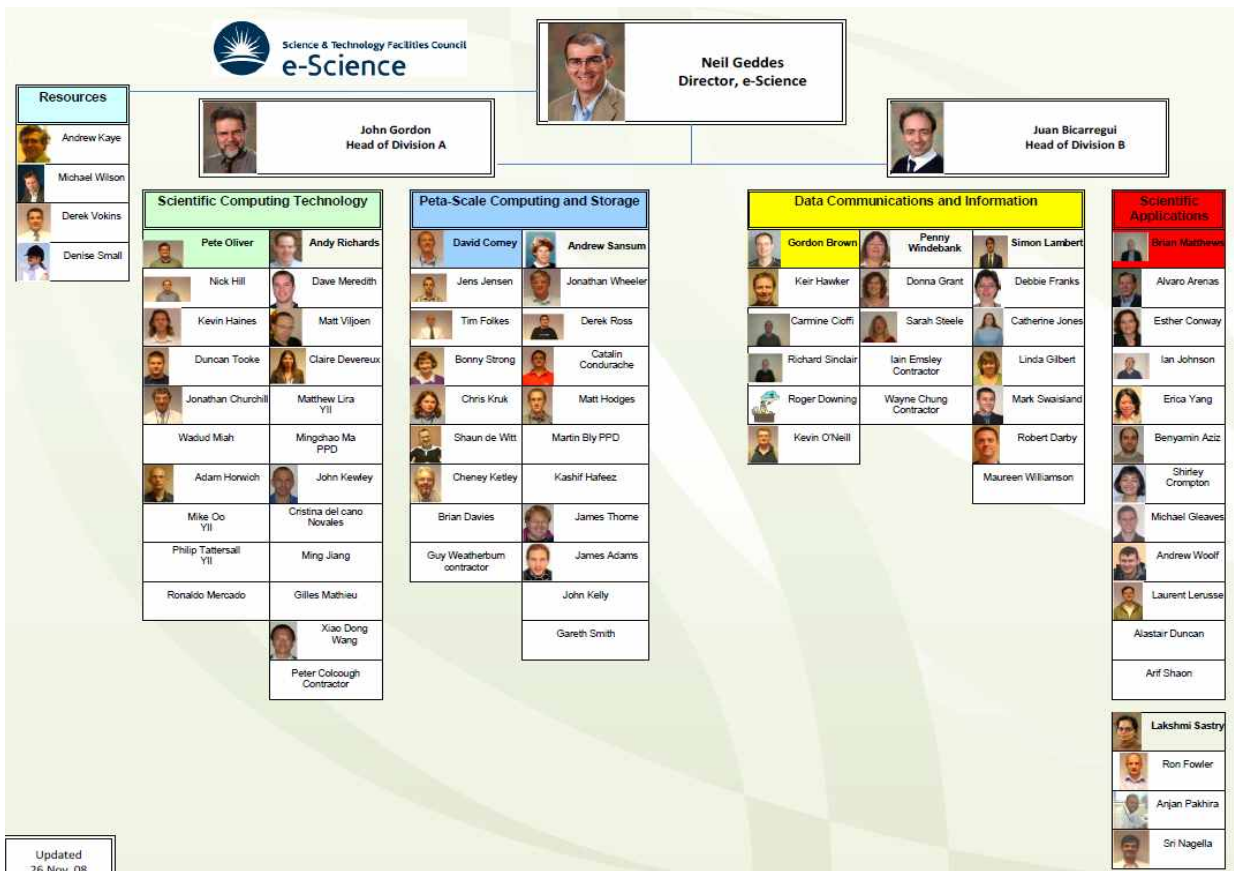 Science & Technology Facilities Council
e-Science
Neil Geddes
Director, e-Science
Resources
Andrew Kaye
Michael Wilson
Derek Vokins
Denise Small
John Gordon
Head of Division A
Juan Bicarregui
Head of Division B
Scientific Computing Technology
Pete Oliver
Nick Hill
Kevin Haines
Duncan Tooke
Jonathan Churchill
Wadud Miah
Adam Horwich
Mike Oo
YII
Philip Tattersall
YII
Ronaldo Mercado
Andy Richards
Dave Meredith
Matt Viljoen
Claire Devereux
Matthew Lira
YII
Mingchao Ma
PPD
John Kewley
Cristina del cano
Novales
Ming Jiang
Gilles Mathieu
Xiao Dong
Wang
Peter Colcough
Contractor
Peta-Scale Computing and Storage
David Corney
Jens Jensen
Tim Folkes
Bonny Strong
Chris Kruk
Shaun de Witt
Cheney Ketley
Brian Davies
Guy Weatherburn
contractor
Andrew Sansum
Jonathan Wheeler
Derek Ross
Catalin
Condurache
Matt Hodges
Martin Bly PPD
Kashif Hafeez
James Thorne
James Adams
John Kelly
Gareth Smith
Data Communications and Information
Gordon Brown
Keir Hawker
Carmine Cioffi
Richard Sinclair
Roger Downing
Kevin O'Neill
Penny
Windebank
Donna Grant
Sarah Steele
Iain Emsley
Contractor
Wayne Chung
Contractor
Simon Lambert
Debbie Franks
Catherine Jones
Linda Gilbert
Mark Swaisland
Robert Darby
Maureen Williamson
Scientific
Applications
Brian Matthews
Alvaro Arenas
Esther Conway
Ian Johnson
Erica Yang
Benyamin Aziz
Shirley
Crompton
Michael Gleaves
Andrew Woolf
Laurent Lerusse
Alastair Duncan
Arif Shaon
Lakshmi Sastry
Ron Fowler
Anjan Pakhira
Sri Nagella
Updated
26 Nov. 08